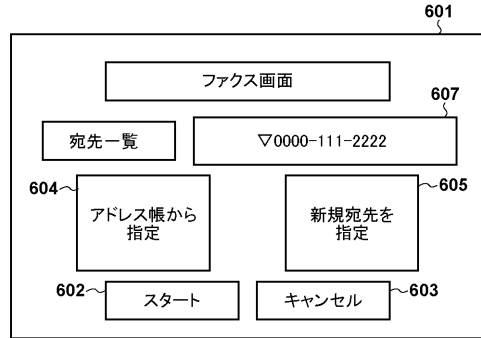 601
ファクス画面
607
宛先一覧
▽0000-111-2222
604
605
アドレス帳から
指定
新規宛先を
指定
602
スタート
キャンセル
603